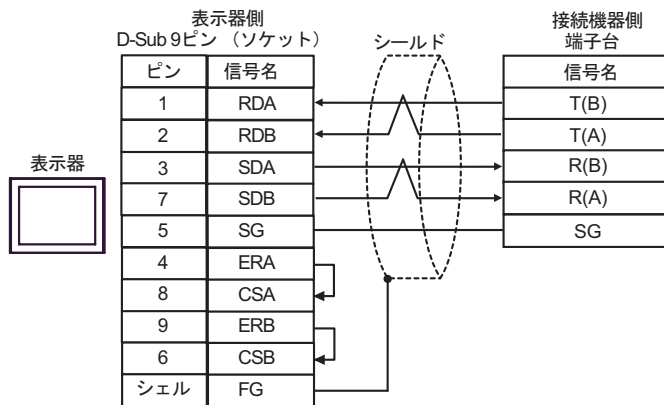 表示器側
D-Sub 9ピン （ソケット）
シールド
接続機器側
端子台
ピン 信号名
信号名
1 RDA
T(B)
2 RDB
T(A)
表示器
3 SDA
R(B)
7 SDB
R(A)
5 SG
SG
4 ERA
8 CSA
9 ERB
6 CSB
シェル FG